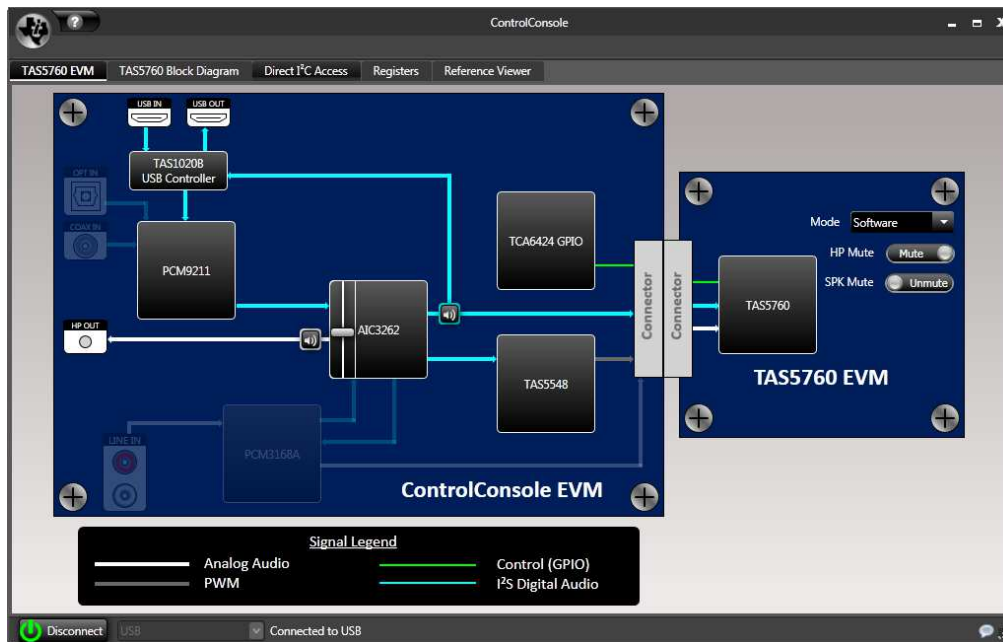 ?
ControlConsole
TAS5760 EVM
TAS5760 Block Diagram
Direct I²C Access
Registers
Reference Viewer
USB IN
USB OUT
TAS1020B
USB Controller
OPT IN
COAX IN
PCM9211
TCA6424 GPIO
Mode
Software
HP Mute
Mute
SPK Mute
Unmute
HP OUT
AIC3262
Connector
Connector
TAS5760
TAS5548
TAS5760 EVM
LINE IN
PCM3168A
ControlConsole EVM
Signal Legend
Analog Audio
Control (GPIO)
PWM
I²S Digital Audio
Disconnect
USB
Connected to USB